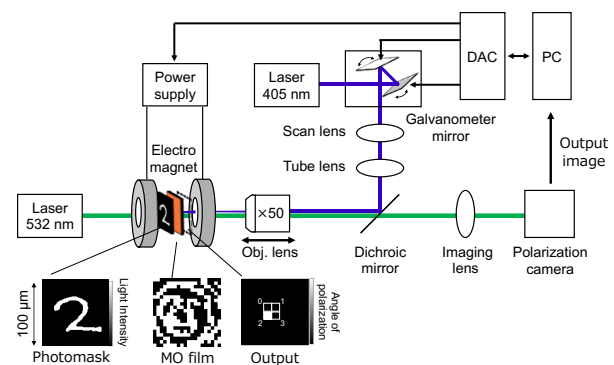 DAC
PC
Power
supply
Laser
405 nm
Galvanometer
mirror
Scan lens
Output
image
Electro
magnet
Tube lens
Laser
532 nm
2
×50
Obj. lens
Dichroic
mirror
Imaging
lens
Polarization
camera
100 μm
2
Light Intensity
0 1
2 3
Angle of
polarization
Photomask
MO film
Output